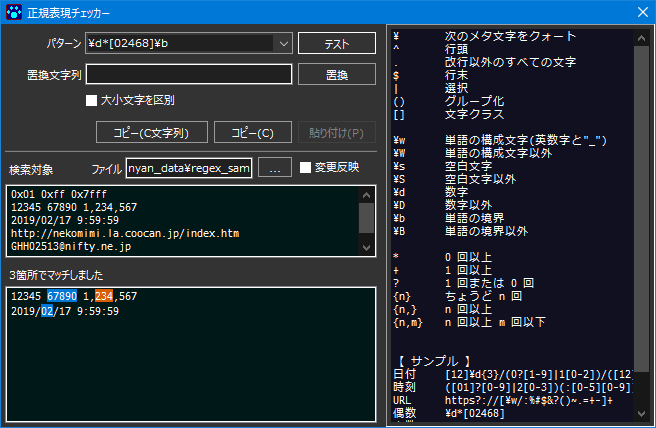 正規表現チェッカー
パターン ¥d*[02468]¥b テスト
置換文字列 置換
大小文字を区別
コピー(C文字列) コピー(C) 貼り付け(P)
検索対象 ファイル nyan_data¥regex_sam ... 変更反映
0x01 0xff 0x7fff
12345 67890 1,234,567
2019/02/17 9:59:59
http://nekomimi.la.coocan.jp/index.htm
GHH02513@nifty.ne.jp
3箇所でマッチしました
12345 67890 1,234,567
2019/02/17 9:59:59
¥ 次のメタ文字をクォート
^ 行頭
. 改行以外のすべての文字
$ 行末
| 選択
() グループ化
[] 文字クラス
¥w 単語の構成文字(英数字と"_")
¥W 単語の構成文字以外
¥s 空白文字
¥S 空白文字以外
¥d 数字
¥D 数字以外
¥b 単語の境界
¥B 単語の境界以外
* 0 回以上
+ 1 回以上
? 1 回または 0 回
{n} ちょうど n 回
{n,} n 回以上
{n,m} n 回以上 m 回以下
【 サンプル 】
日付 [12]¥d{3}/(0?[1-9]|1[0-2])/([12]
時刻 ([01]?[0-9]|2[0-3])(:[0-5][0-9]
URL https?://[¥w/:%#$&?()~.=+-]+
偶数 ¥d*[02468]